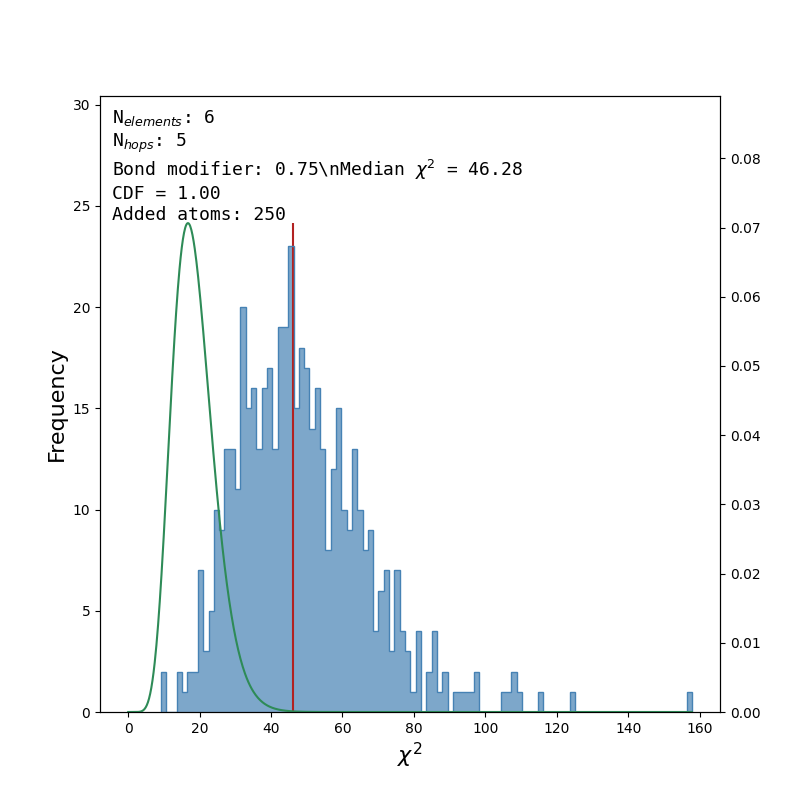 N_elements: 6
N_hops: 5
Bond modifier: 0.75\nMedian χ² = 46.28
CDF = 1.00
Added atoms: 250
30
25
20
15
10
5
0
Frequency
0.08
0.07
0.06
0.05
0.04
0.03
0.02
0.01
0.00
0 20 40 60 80 100 120 140 160
χ²